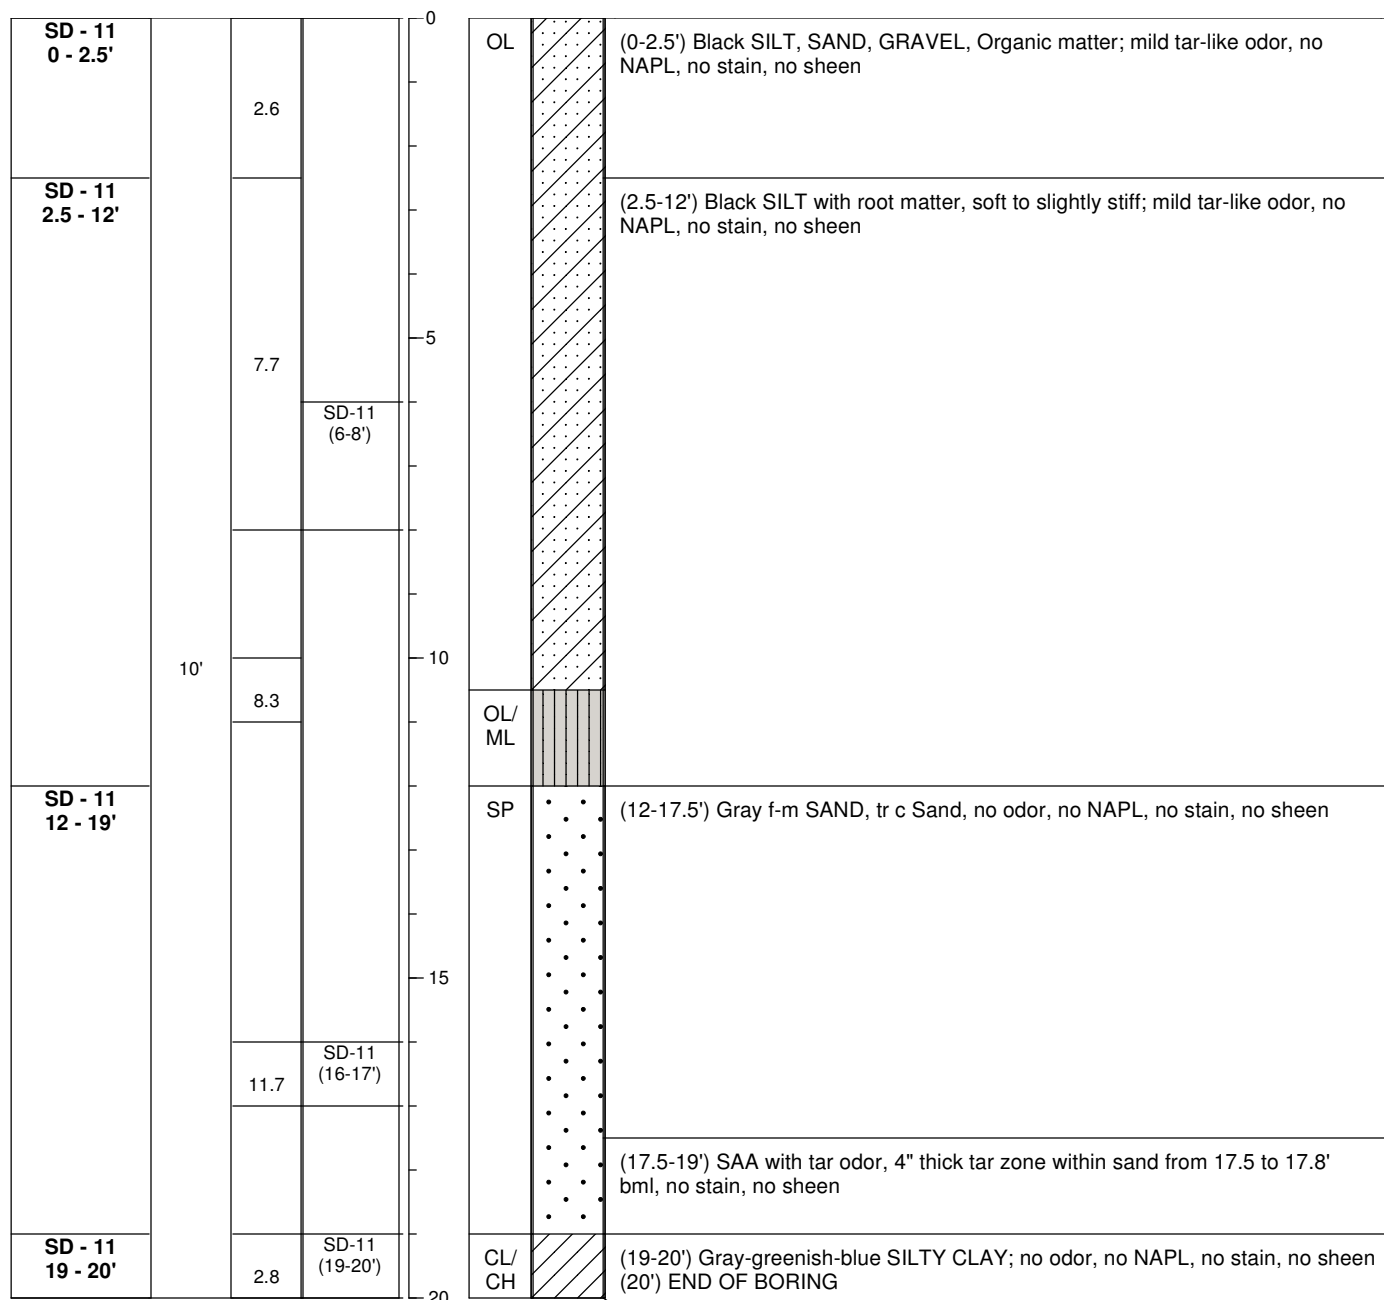 SD - 11
0 - 2.5'
2.6
0
OL
(0-2.5') Black SILT, SAND, GRAVEL, Organic matter; mild tar-like odor, no
NAPL, no stain, no sheen
SD - 11
2.5 - 12'
(2.5-12') Black SILT with root matter, soft to slightly stiff; mild tar-like odor, no
NAPL, no stain, no sheen
7.7
5
SD-11
(6-8')
10'
8.3
10
OL/
ML
SD - 11
12 - 19'
SP
(12-17.5') Gray f-m SAND, tr c Sand, no odor, no NAPL, no stain, no sheen
15
11.7
SD-11
(16-17')
(17.5-19') SAA with tar odor, 4" thick tar zone within sand from 17.5 to 17.8'
bml, no stain, no sheen
SD - 11
19 - 20'
2.8
SD-11
(19-20')
20
CL/
CH
(19-20') Gray-greenish-blue SILTY CLAY; no odor, no NAPL, no stain, no sheen
(20') END OF BORING